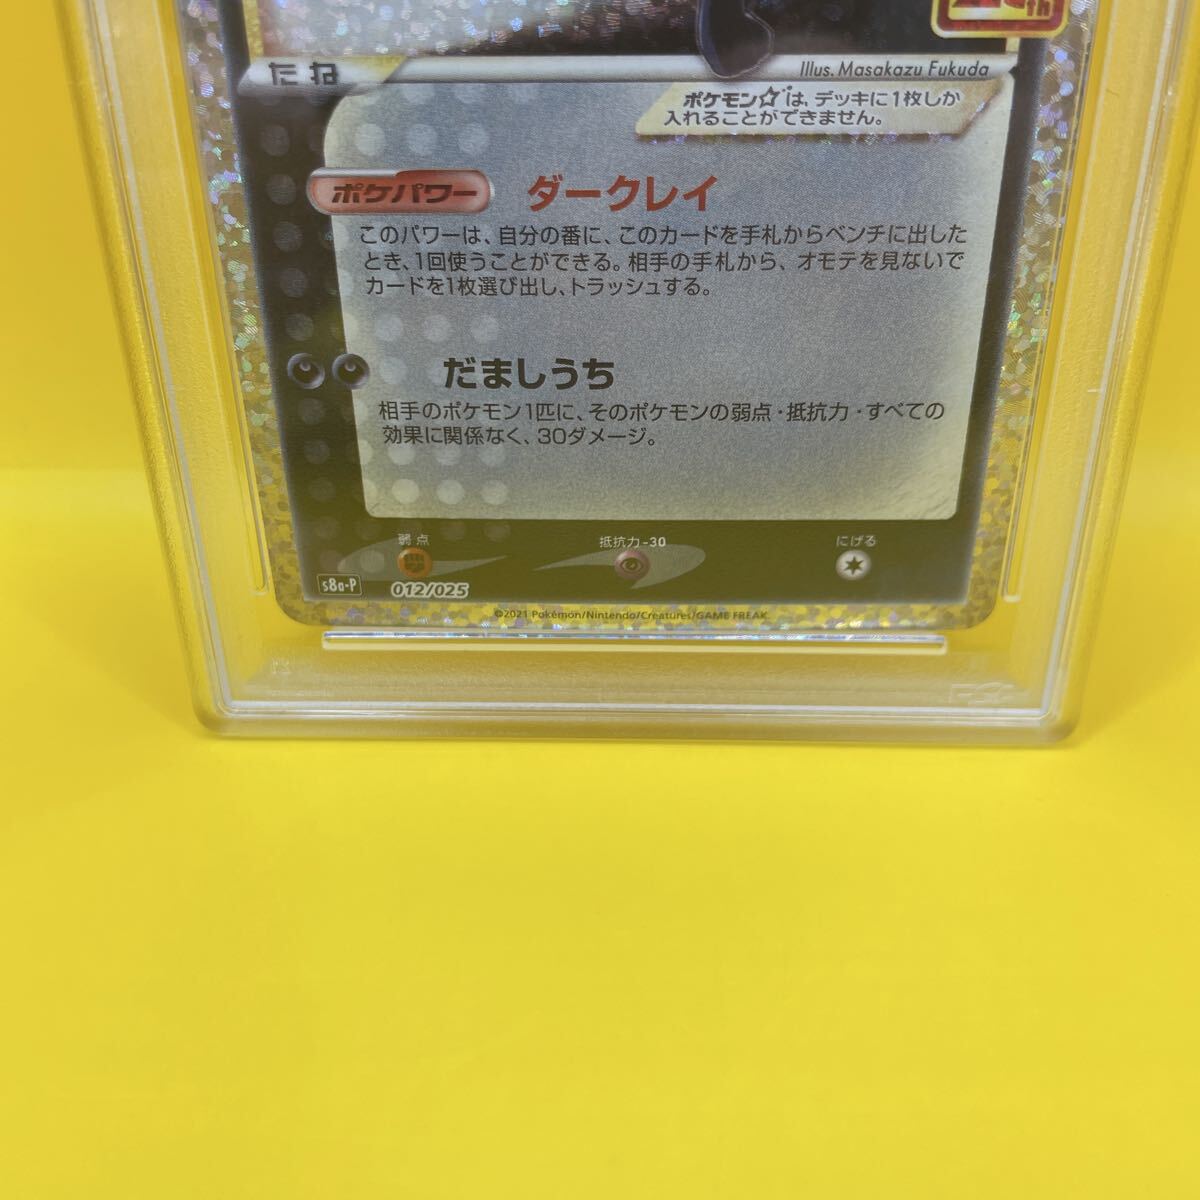 th
たね
Illus. Masakazu Fukuda
ポケモン☆は、デッキに1枚しか
入れることができません。
ポケパワー ダークレイ
このパワーは、自分の番に、このカードを手札からベンチに出した
とき、1回使うことができる。相手の手札から、オモテを見ないで
カードを1枚選び出し、トラッシュする。
だましうち
相手のポケモン1匹に、そのポケモンの弱点・抵抗力・すべての
効果に関係なく、30ダメージ。
弱点 抵抗力-30 にげる
s8a-P 012/025
©2021 Pokémon/Nintendo/Creatures/GAME FREAK